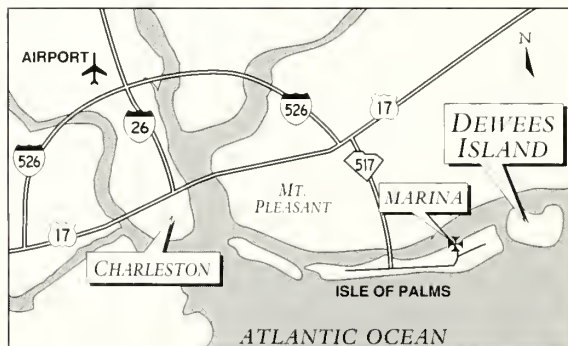 AIRPORT
N
526
17
26
DEWEES
ISLAND
517
526
MT.
PLEASANT
MARINA
17
CHARLESTON
ISLE OF PALMS
ATLANTIC OCEAN